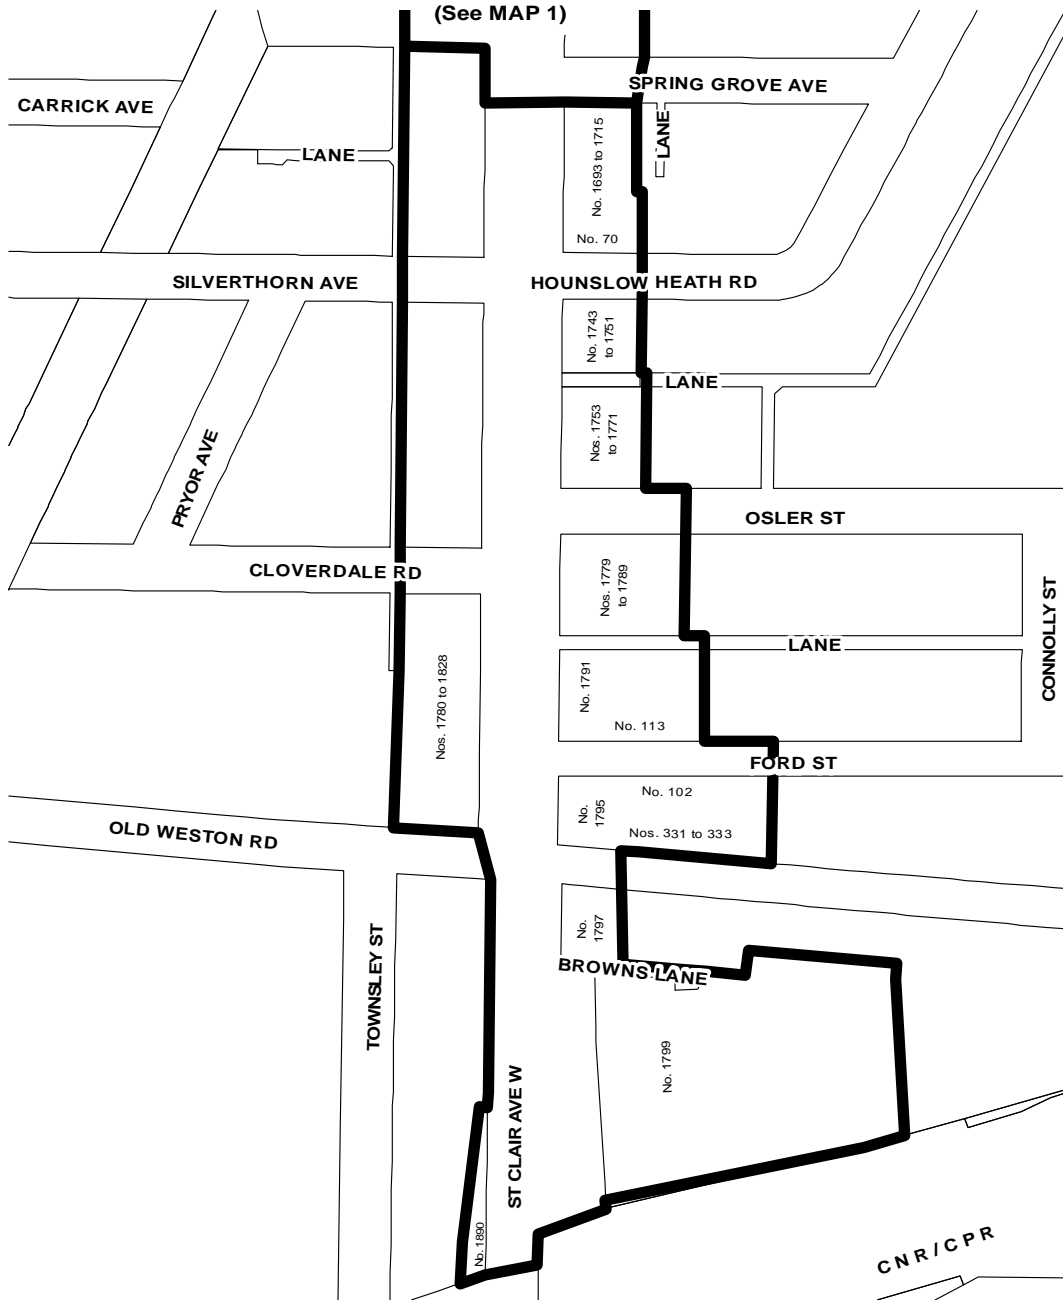 (See MAP 1)
SPRING GROVE AVE
CARRICK AVE
LANE
LANE
No. 1693 to 1715
No. 70
SILVERTHORN AVE
HOUNSLOW HEATH RD
No. 1743
to 1751
LANE
Nos. 1753
to 1771
PRYOR AVE
OSLER ST
CLOVERDALE RD
Nos. 1779
to 1789
CONNOLLY ST
LANE
Nos. 1780 to 1828
No. 1791
No. 113
FORD ST
No. 102
No.
1795
OLD WESTON RD
Nos. 331 to 333
No.
1797
TOWNSLEY ST
BROWNS LANE
No. 1799
ST CLAIR AVE W
No. 1890
CNR/CPR